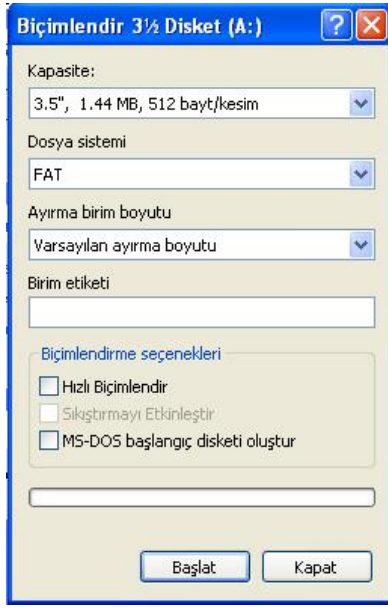 Biçimlendir 3½ Disket (A:)
Kapasite:
3.5", 1.44 MB, 512 bayt/kesim
Dosya sistemi
FAT
Ayırma birim boyutu
Varsayılan ayırma boyutu
Birim etiketi
Biçimlendirme seçenekleri
Hızlı Biçimlendir
Sıkıştırmayı Etkinleştir
MS-DOS başlangıç disketi oluştur
Başlat Kapat